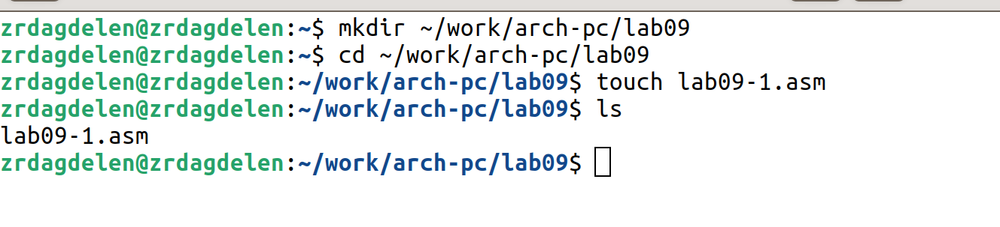 zrdagdelen@zrdagdelen:~$ mkdir ~/work/arch-pc/lab09
zrdagdelen@zrdagdelen:~$ cd ~/work/arch-pc/lab09
zrdagdelen@zrdagdelen:~/work/arch-pc/lab09$ touch lab09-1.asm
zrdagdelen@zrdagdelen:~/work/arch-pc/lab09$ ls
lab09-1.asm
zrdagdelen@zrdagdelen:~/work/arch-pc/lab09$